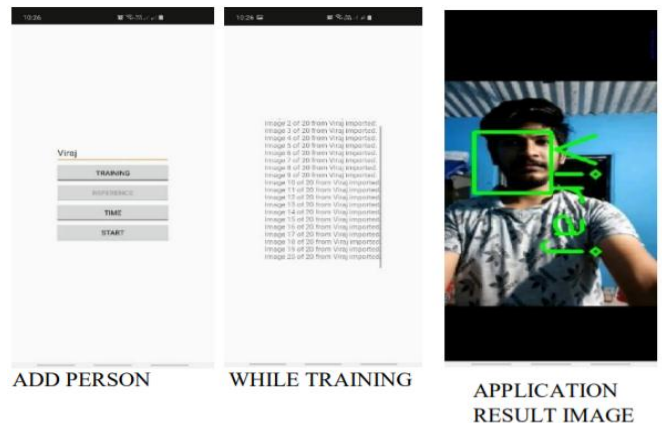 10:26
Viraj
TRAINING
REFERENCE
TIME
START
ADD PERSON
10:26
Image 2 of 20 from Viraj imported.
Image 3 of 20 from Viraj imported.
Image 4 of 20 from Viraj imported.
Image 5 of 20 from Viraj imported.
Image 6 of 20 from Viraj imported.
Image 7 of 20 from Viraj imported.
Image 8 of 20 from Viraj imported.
Image 9 of 20 from Viraj imported.
Image 10 of 20 from Viraj imported.
Image 11 of 20 from Viraj imported.
Image 12 of 20 from Viraj imported.
Image 13 of 20 from Viraj imported.
Image 14 of 20 from Viraj imported.
Image 15 of 20 from Viraj imported.
Image 16 of 20 from Viraj imported.
Image 17 of 20 from Viraj imported.
Image 18 of 20 from Viraj imported.
Image 19 of 20 from Viraj imported.
Image 20 of 20 from Viraj imported.
WHILE TRAINING
Viraj
APPLICATION
RESULT IMAGE